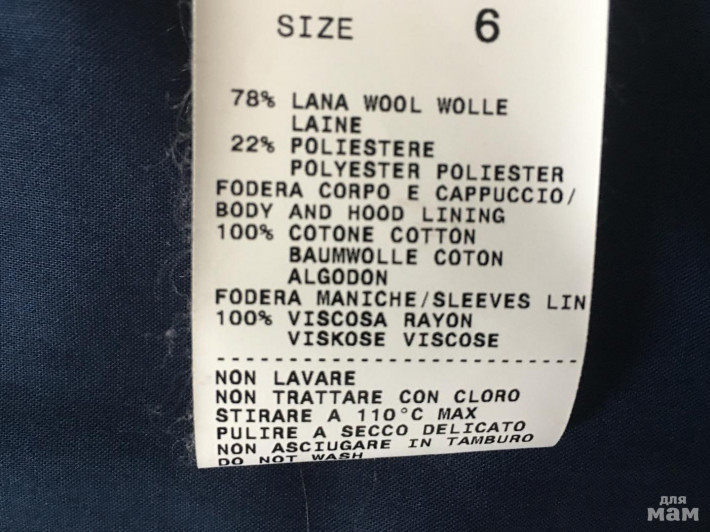 SIZE 6
78% LANA WOOL WOLLE
LAINE
22% POLIESTERE
POLYESTER POLIESTER
FODERA CORPO E CAPPUCCIO/
BODY AND HOOD LINING
100% COTONE COTTON
BAUMWOLLE COTON
ALGODON
FODERA MANICHE/SLEEVES LIN
100% VISCOSA RAYON
VISKOSE VISCOSE
NON LAVARE
NON TRATTARE CON CLORO
STIRARE A 110°C MAX
PULIRE A SECCO DELICATO
NON ASCIUGARE IN TAMBURO
DO NOT WASH
для
мам